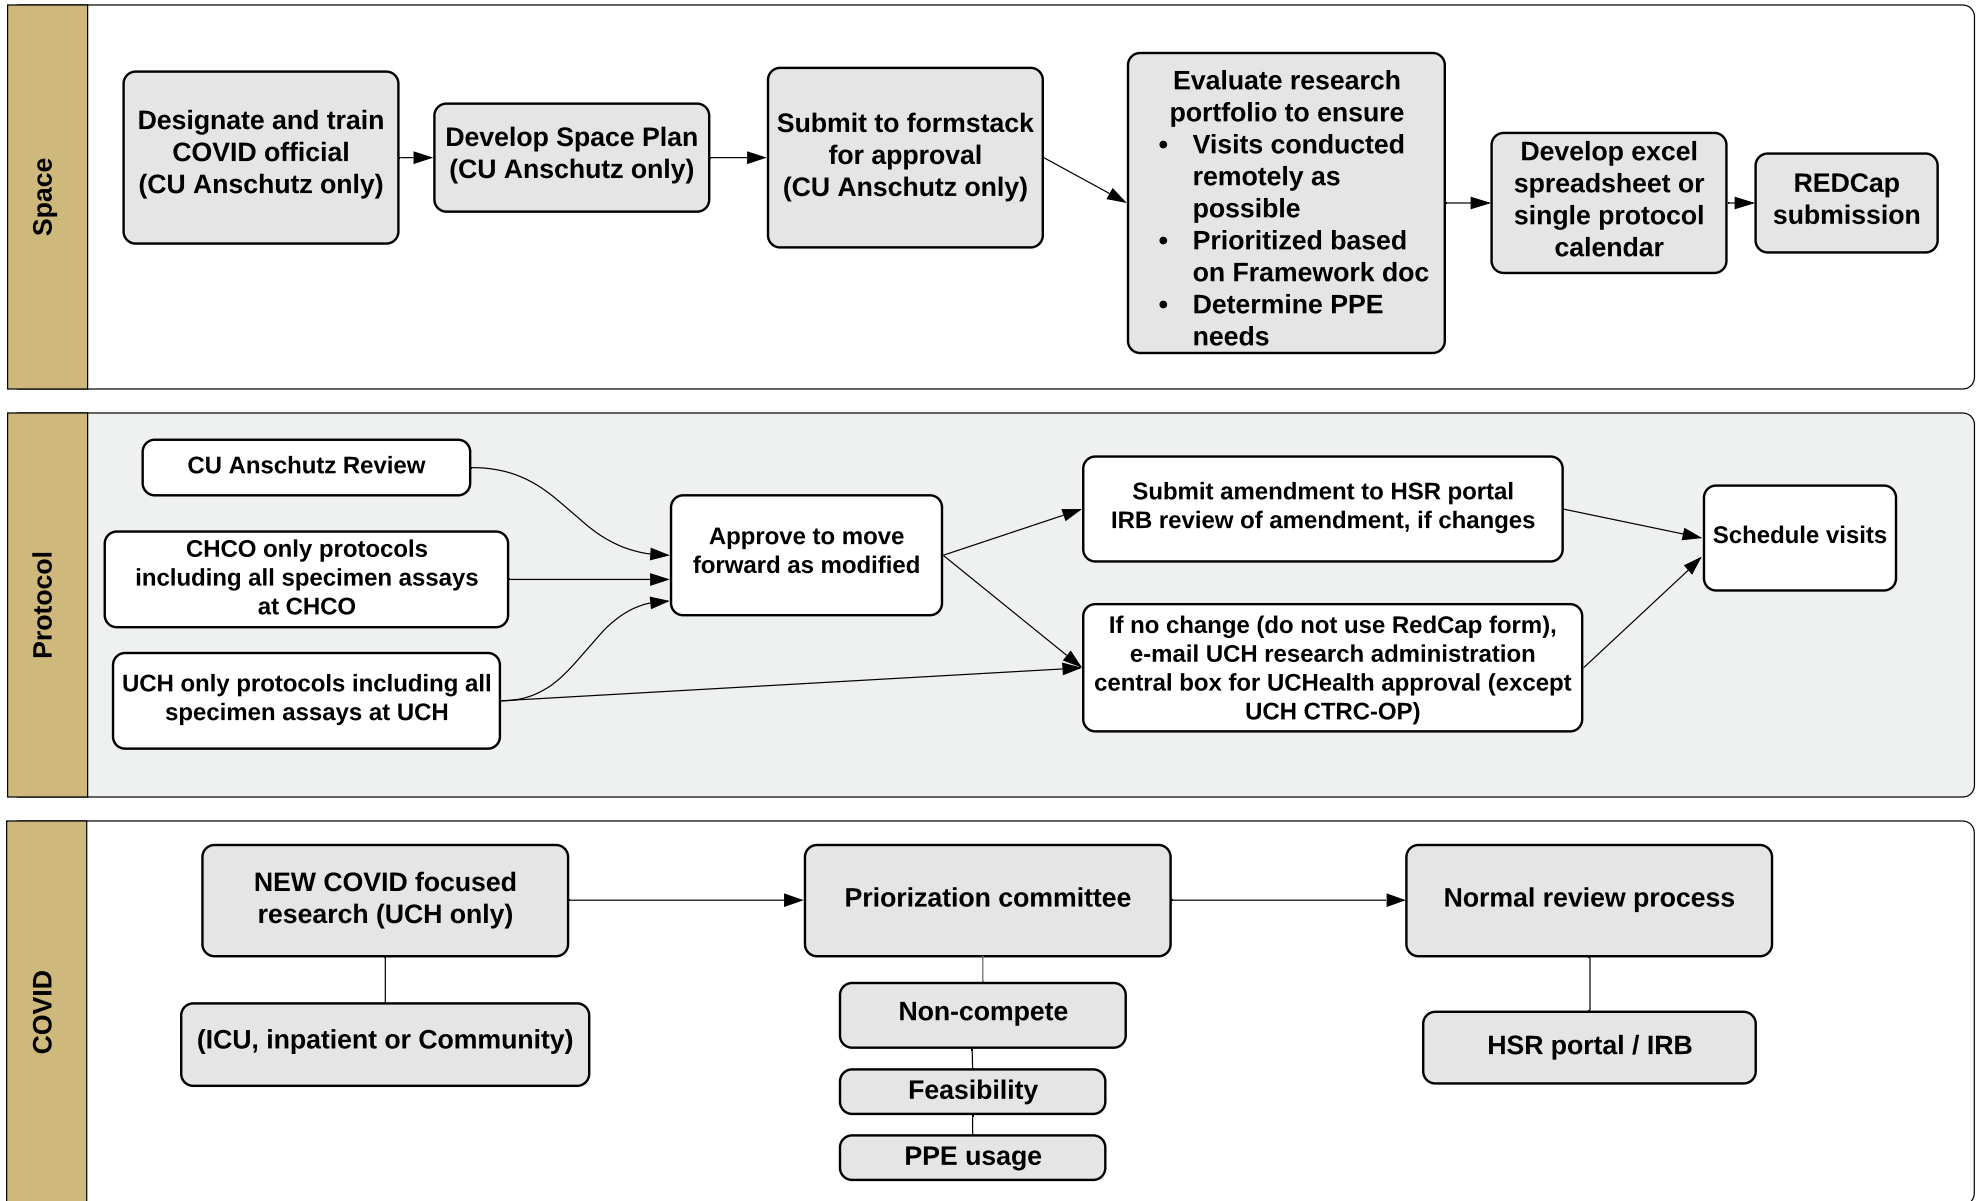 Space
Designate and train
COVID official
(CU Anschutz only)
Develop Space Plan
(CU Anschutz only)
Submit to formstack
for approval
(CU Anschutz only)
Evaluate research
portfolio to ensure
• Visits conducted
remotely as
possible
• Prioritized based
on Framework doc
• Determine PPE
needs
Develop excel
spreadsheet or
single protocol
calendar
REDCap
submission
Protocol
CU Anschutz Review
CHCO only protocols
including all specimen assays
at CHCO
UCH only protocols including all
specimen assays at UCH
Approve to move
forward as modified
Submit amendment to HSR portal
IRB review of amendment, if changes
If no change (do not use RedCap form),
e-mail UCH research administration
central box for UCHealth approval (except
UCH CTRC-OP)
Schedule visits
COVID
NEW COVID focused
research (UCH only)
(ICU, inpatient or Community)
Priorization committee
Non-compete
Feasibility
PPE usage
Normal review process
HSR portal / IRB